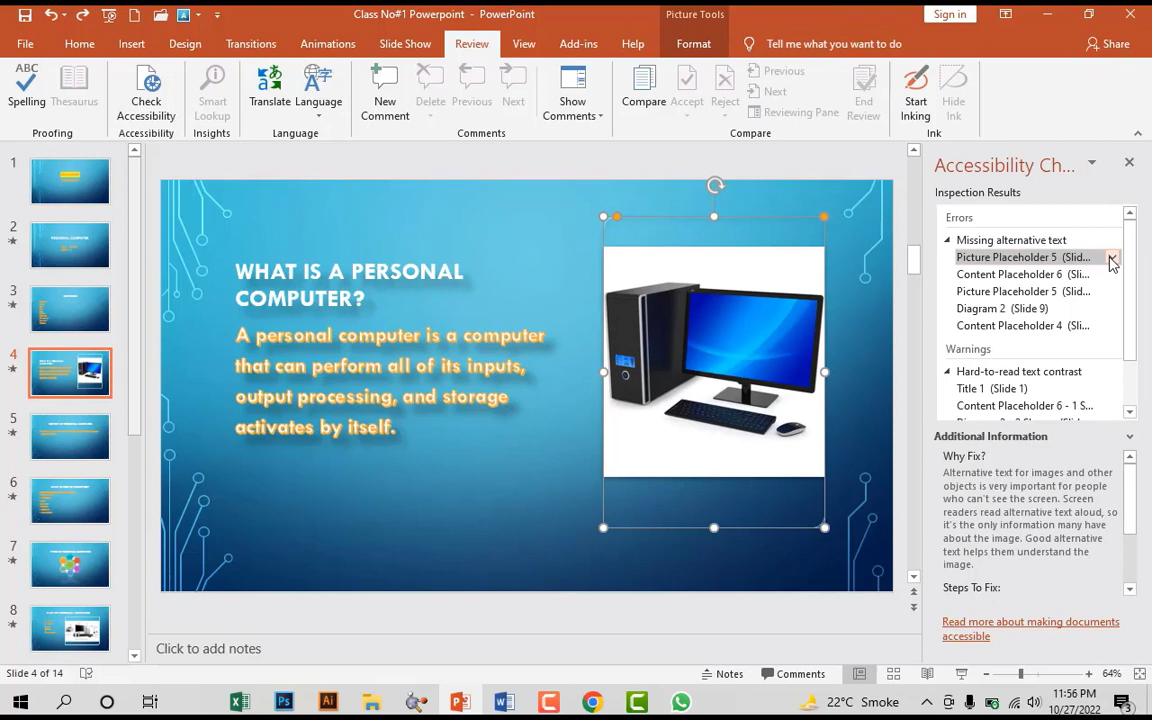 Class No#1 Powerpoint - PowerPoint
Picture Tools
Sign in
File
Home
Insert
Design
Transitions
Animations
Slide Show
Review
View
Add-ins
Help
Format
Tell me what you want to do
Share
ABC
Spelling
Thesaurus
Check Accessibility
Smart Lookup
Translate
Language
New Comment
Delete
Previous
Next
Show Comments
Compare
Accept
Reject
Previous
Next
Reviewing Pane
End Review
Start Inking
Hide Ink
Proofing
Accessibility
Insights
Language
Comments
Compare
Ink
1
2
3
4
5
6
7
8
WHAT IS A PERSONAL
COMPUTER?
A personal computer is a computer
that can perform all of its inputs,
output processing, and storage
activates by itself.
Accessibility Ch...
Inspection Results
Errors
Missing alternative text
Picture Placeholder 5 (Slid...
Content Placeholder 6 (Sli...
Picture Placeholder 5 (Slid...
Diagram 2 (Slide 9)
Content Placeholder 4 (Sli...
Warnings
Hard-to-read text contrast
Title 1 (Slide 1)
Content Placeholder 6 - 1 S...
Additional Information
Why Fix?
Alternative text for images and other
objects is very important for people
who can't see the screen. Screen
readers read alternative text aloud, so
it's the only information many have
about the image. Good alternative
text helps them understand the
image.
Steps To Fix:
Read more about making documents
accessible
Click to add notes
Slide 4 of 14
Notes
Comments
64%
22°C Smoke
11:56 PM
10/27/2022
3